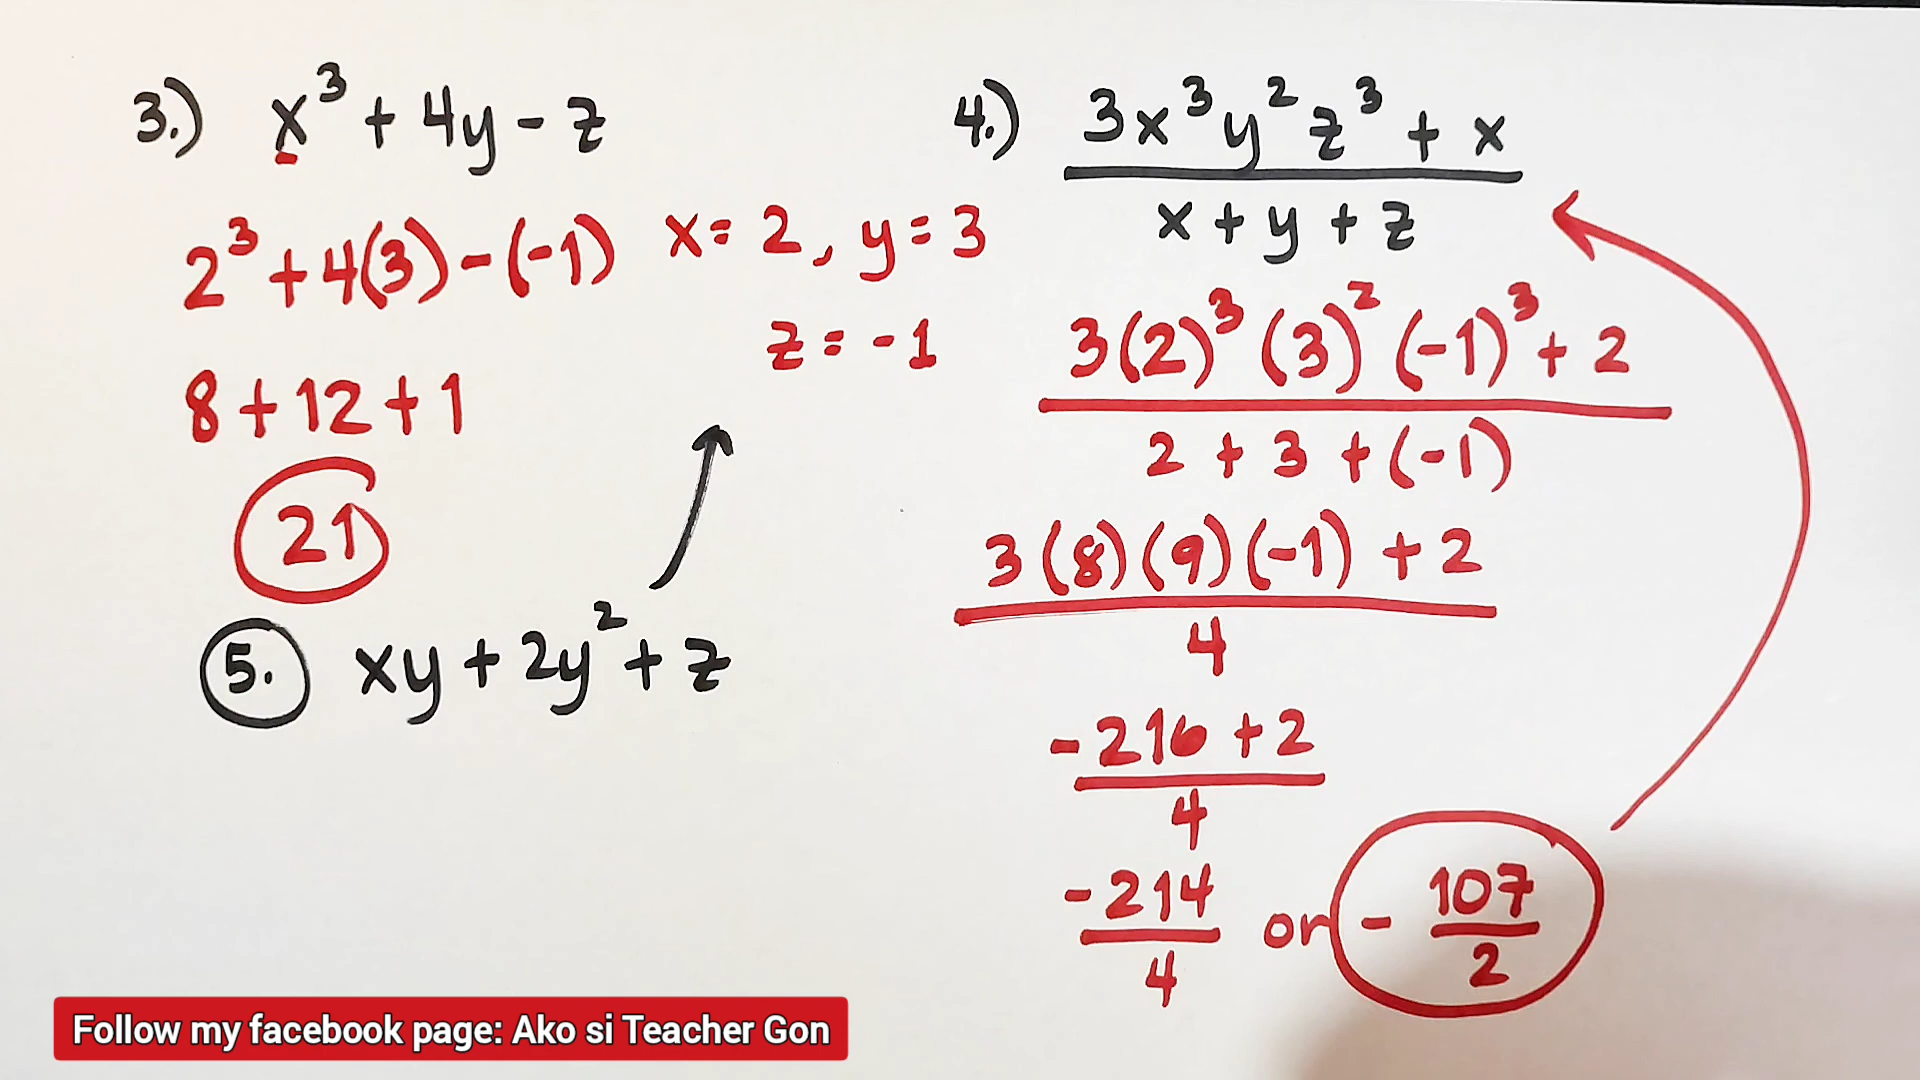 3.) x³ + 4y - z
2³ + 4(3) - (-1)
8 + 12 + 1
21
x = 2, y = 3
z = -1
5. xy + 2y² + z
4.) 3x³y²z³ + x
x + y + z
3(2)³(3)²(-1)³ + 2
2 + 3 + (-1)
3(8)(9)(-1) + 2
4
-216 + 2
4
-214
4
or - 107
2
Follow my facebook page: Ako si Teacher Gon